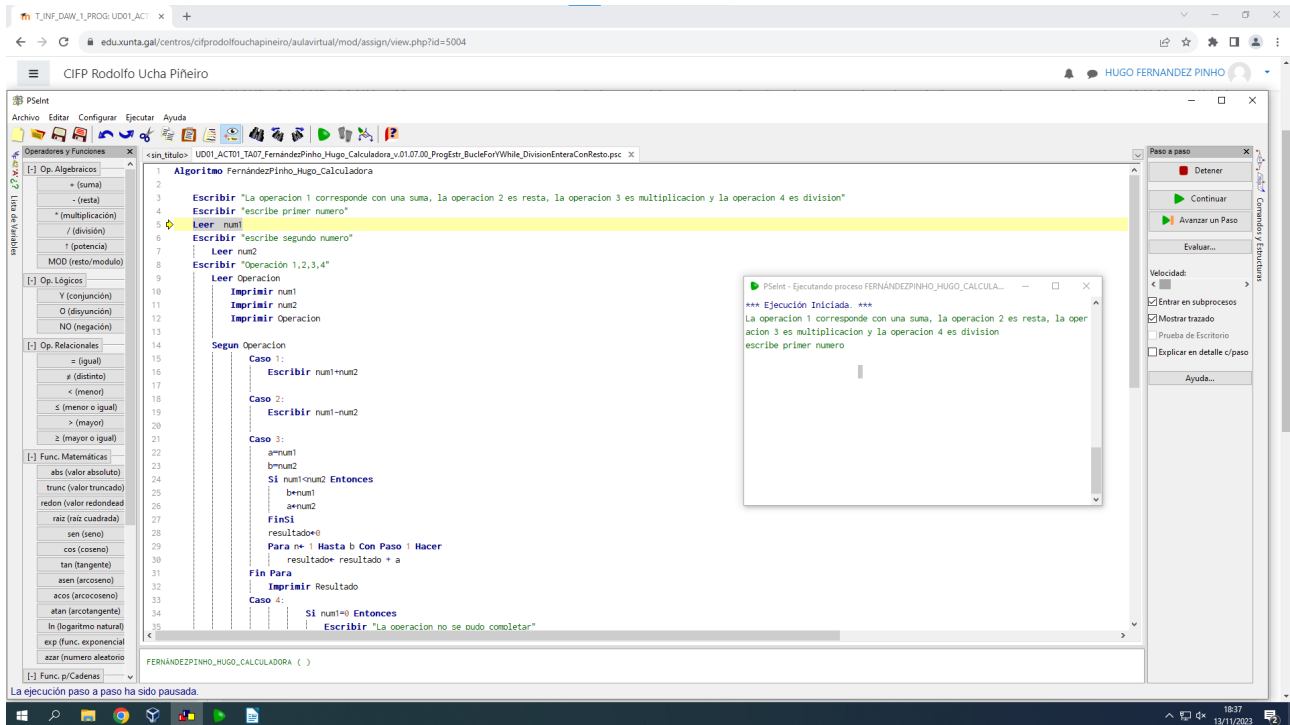 T_INF_DAW_1_PROG: UD01_ACT
edu.xunta.gal/centros/cifprodolfouchapineiro/aulavirtual/mod/assign/view.php?id=5004
CIFP Rodolfo Ucha Piñeiro
HUGO FERNANDEZ PINHO
PSeInt
Archivo Editar Configurar Ejecutar Ayuda
Operadores y Funciones
[-] Op. Algebraicos
+ (suma)
- (resta)
* (multiplicación)
/ (división)
↑ (potencia)
MOD (resto/modulo)
[-] Op. Lógicos
Y (conjunción)
O (disyunción)
NO (negación)
[-] Op. Relacionales
= (igual)
≠ (distinto)
< (menor)
≤ (menor o igual)
> (mayor)
≥ (mayor o igual)
[-] Func. Matemáticas
abs (valor absoluto)
trunc (valor truncado)
redon (valor redondead
raiz (raíz cuadrada)
sen (seno)
cos (coseno)
tan (tangente)
asen (arcoseno)
acos (arcocoseno)
atan (arcotangente)
ln (logaritmo natural)
exp (func. exponencial
azar (numero aleatorio
[-] Func. p/Cadenas
*+=<>¿?
Lista de Variables
<sin_titulo> UD01_ACT01_TA07_FernándezPinho_Hugo_Calculadora_v.01.07.00_ProgEstr_BucleForYWhile_DivisionEnteraConResto.psc
1 Algoritmo FernándezPinho_Hugo_Calculadora
2
3 Escribir "La operacion 1 corresponde con una suma, la operacion 2 es resta, la operacion 3 es multiplicacion y la operacion 4 es division"
4 Escribir "escribe primer numero"
5 Leer num1
6 Escribir "escribe segundo numero"
7 Leer num2
8 Escribir "Operación 1,2,3,4"
9 Leer Operacion
10 Imprimir num1
11 Imprimir num2
12 Imprimir Operacion
13
14 Segun Operacion
15 Caso 1:
16 Escribir num1+num2
17
18 Caso 2:
19 Escribir num1-num2
20
21 Caso 3:
22 a=num1
23 b=num2
24 Si num1<num2 Entonces
25 b←num1
26 a←num2
27 FinSi
28 resultado←0
29 Para n← 1 Hasta b Con Paso 1 Hacer
30 resultado← resultado + a
31 Fin Para
32 Imprimir Resultado
33 Caso 4:
34 Si num1=0 Entonces
35 Escribir "La operacion no se pudo completar"
FERNÁNDEZPINHO_HUGO_CALCULADORA ( )
PSeInt - Ejecutando proceso FERNÁNDEZPINHO_HUGO_CALCULA...
*** Ejecución Iniciada. ***
La operacion 1 corresponde con una suma, la operacion 2 es resta, la oper
acion 3 es multiplicacion y la operacion 4 es division
escribe primer numero
Paso a paso
Detener
Continuar
Avanzar un Paso
Evaluar...
Velocidad:
Entrar en subprocesos
Mostrar trazado
Prueba de Escritorio
Explicar en detalle c/paso
Ayuda...
Comandos y Estructuras
La ejecución paso a paso ha sido pausada.
18:37
13/11/2023